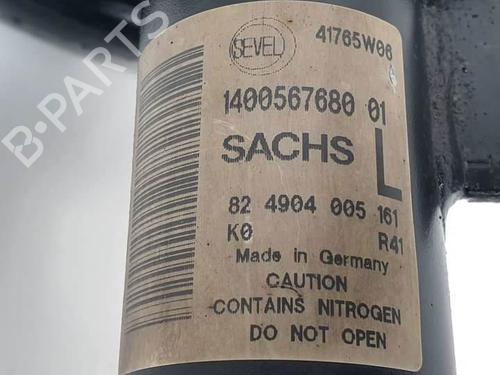 SEVEL
41765W06
1400567680 01
SACHS L
82 4904 005 161
K0 R41
Made in Germany
CAUTION
CONTAINS NITROGEN
DO NOT OPEN
B-PARTS